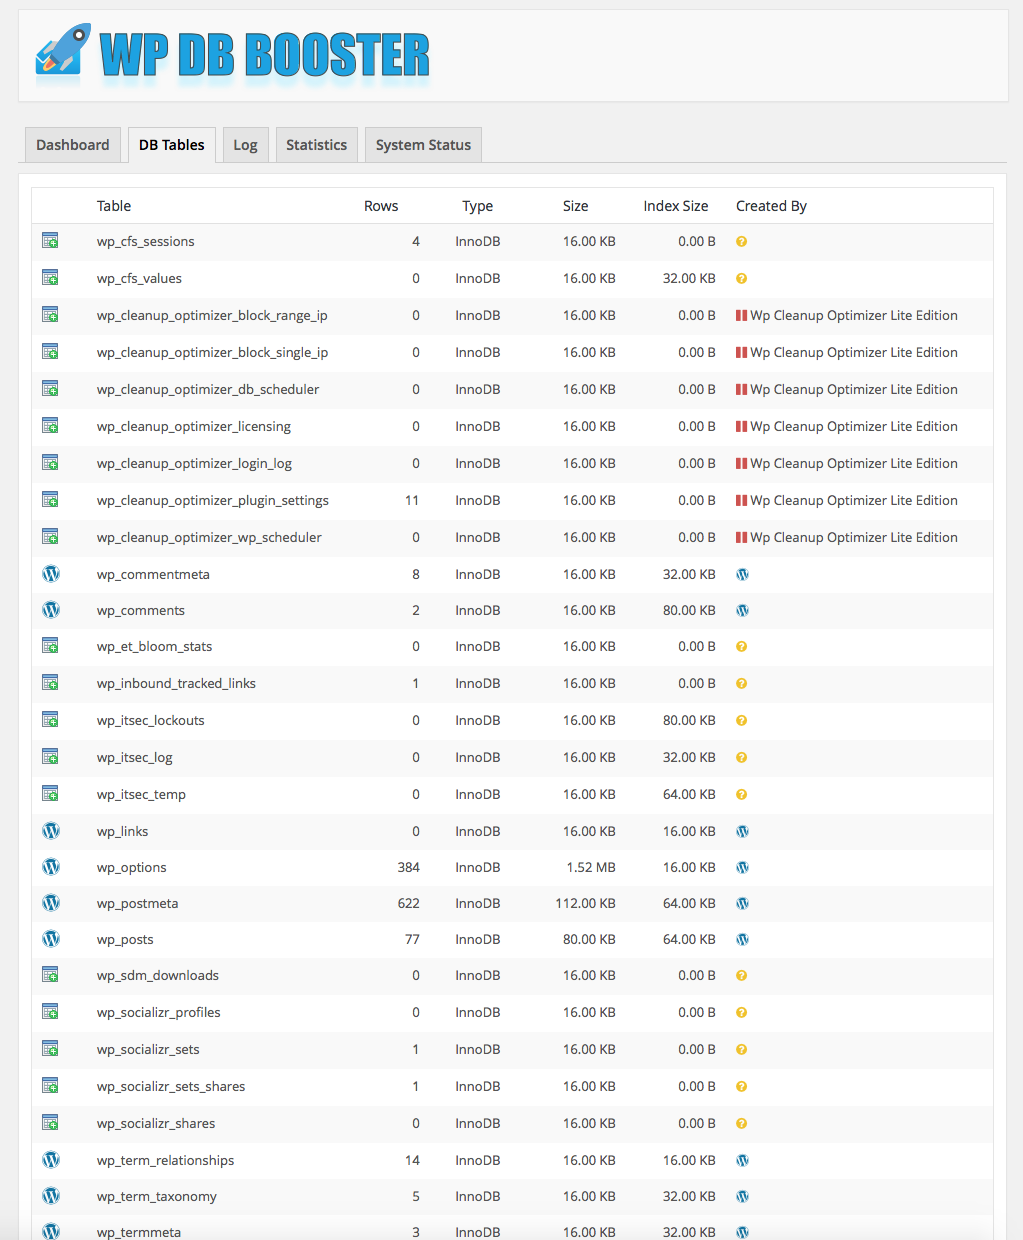 WP DB BOOSTER
Dashboard DB Tables Log Statistics System Status
Table Rows Type Size Index Size Created By
wp_cfs_sessions 4 InnoDB 16.00 KB 0.00 B ?
wp_cfs_values 0 InnoDB 16.00 KB 32.00 KB ?
wp_cleanup_optimizer_block_range_ip 0 InnoDB 16.00 KB 0.00 B Wp Cleanup Optimizer Lite Edition
wp_cleanup_optimizer_block_single_ip 0 InnoDB 16.00 KB 0.00 B Wp Cleanup Optimizer Lite Edition
wp_cleanup_optimizer_db_scheduler 0 InnoDB 16.00 KB 0.00 B Wp Cleanup Optimizer Lite Edition
wp_cleanup_optimizer_licensing 0 InnoDB 16.00 KB 0.00 B Wp Cleanup Optimizer Lite Edition
wp_cleanup_optimizer_login_log 0 InnoDB 16.00 KB 0.00 B Wp Cleanup Optimizer Lite Edition
wp_cleanup_optimizer_plugin_settings 11 InnoDB 16.00 KB 0.00 B Wp Cleanup Optimizer Lite Edition
wp_cleanup_optimizer_wp_scheduler 0 InnoDB 16.00 KB 0.00 B Wp Cleanup Optimizer Lite Edition
wp_commentmeta 8 InnoDB 16.00 KB 32.00 KB
wp_comments 2 InnoDB 16.00 KB 80.00 KB
wp_et_bloom_stats 0 InnoDB 16.00 KB 0.00 B ?
wp_inbound_tracked_links 1 InnoDB 16.00 KB 0.00 B ?
wp_itsec_lockouts 0 InnoDB 16.00 KB 80.00 KB ?
wp_itsec_log 0 InnoDB 16.00 KB 32.00 KB ?
wp_itsec_temp 0 InnoDB 16.00 KB 64.00 KB ?
wp_links 0 InnoDB 16.00 KB 16.00 KB
wp_options 384 InnoDB 1.52 MB 16.00 KB
wp_postmeta 622 InnoDB 112.00 KB 64.00 KB
wp_posts 77 InnoDB 80.00 KB 64.00 KB
wp_sdm_downloads 0 InnoDB 16.00 KB 0.00 B ?
wp_socializr_profiles 0 InnoDB 16.00 KB 0.00 B ?
wp_socializr_sets 1 InnoDB 16.00 KB 0.00 B ?
wp_socializr_sets_shares 1 InnoDB 16.00 KB 0.00 B ?
wp_socializr_shares 0 InnoDB 16.00 KB 0.00 B ?
wp_term_relationships 14 InnoDB 16.00 KB 16.00 KB
wp_term_taxonomy 5 InnoDB 16.00 KB 32.00 KB
wp_termmeta 3 InnoDB 16.00 KB 32.00 KB